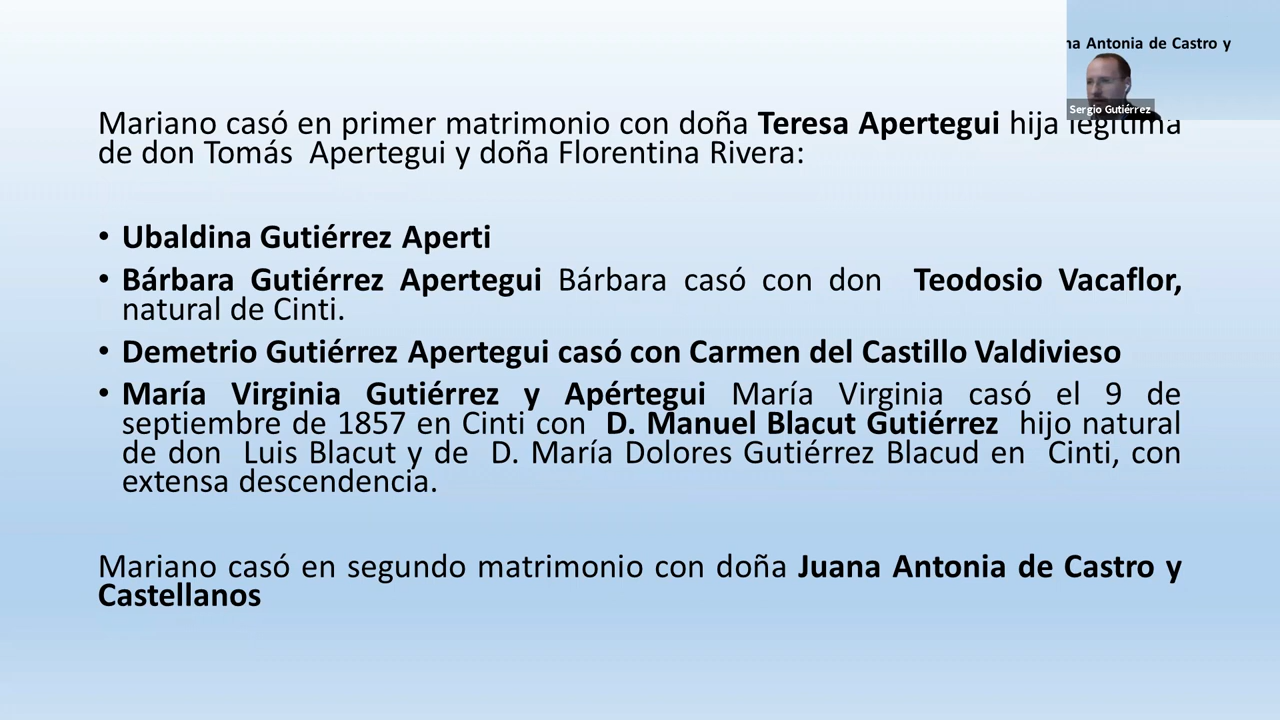 Antonia de Castro y
Sergio Gutiérrez
Mariano casó en primer matrimonio con doña Teresa Apertegui hija legítima
de don Tomás Apertegui y doña Florentina Rivera:
• Ubaldina Gutiérrez Aperti
• Bárbara Gutiérrez Apertegui Bárbara casó con don Teodosio Vacaflor,
natural de Cinti.
• Demetrio Gutiérrez Apertegui casó con Carmen del Castillo Valdivieso
• María Virginia Gutiérrez y Apértegui María Virginia casó el 9 de
septiembre de 1857 en Cinti con D. Manuel Blacut Gutiérrez hijo natural
de don Luis Blacut y de D. María Dolores Gutiérrez Blacud en Cinti, con
extensa descendencia.
Mariano casó en segundo matrimonio con doña Juana Antonia de Castro y
Castellanos